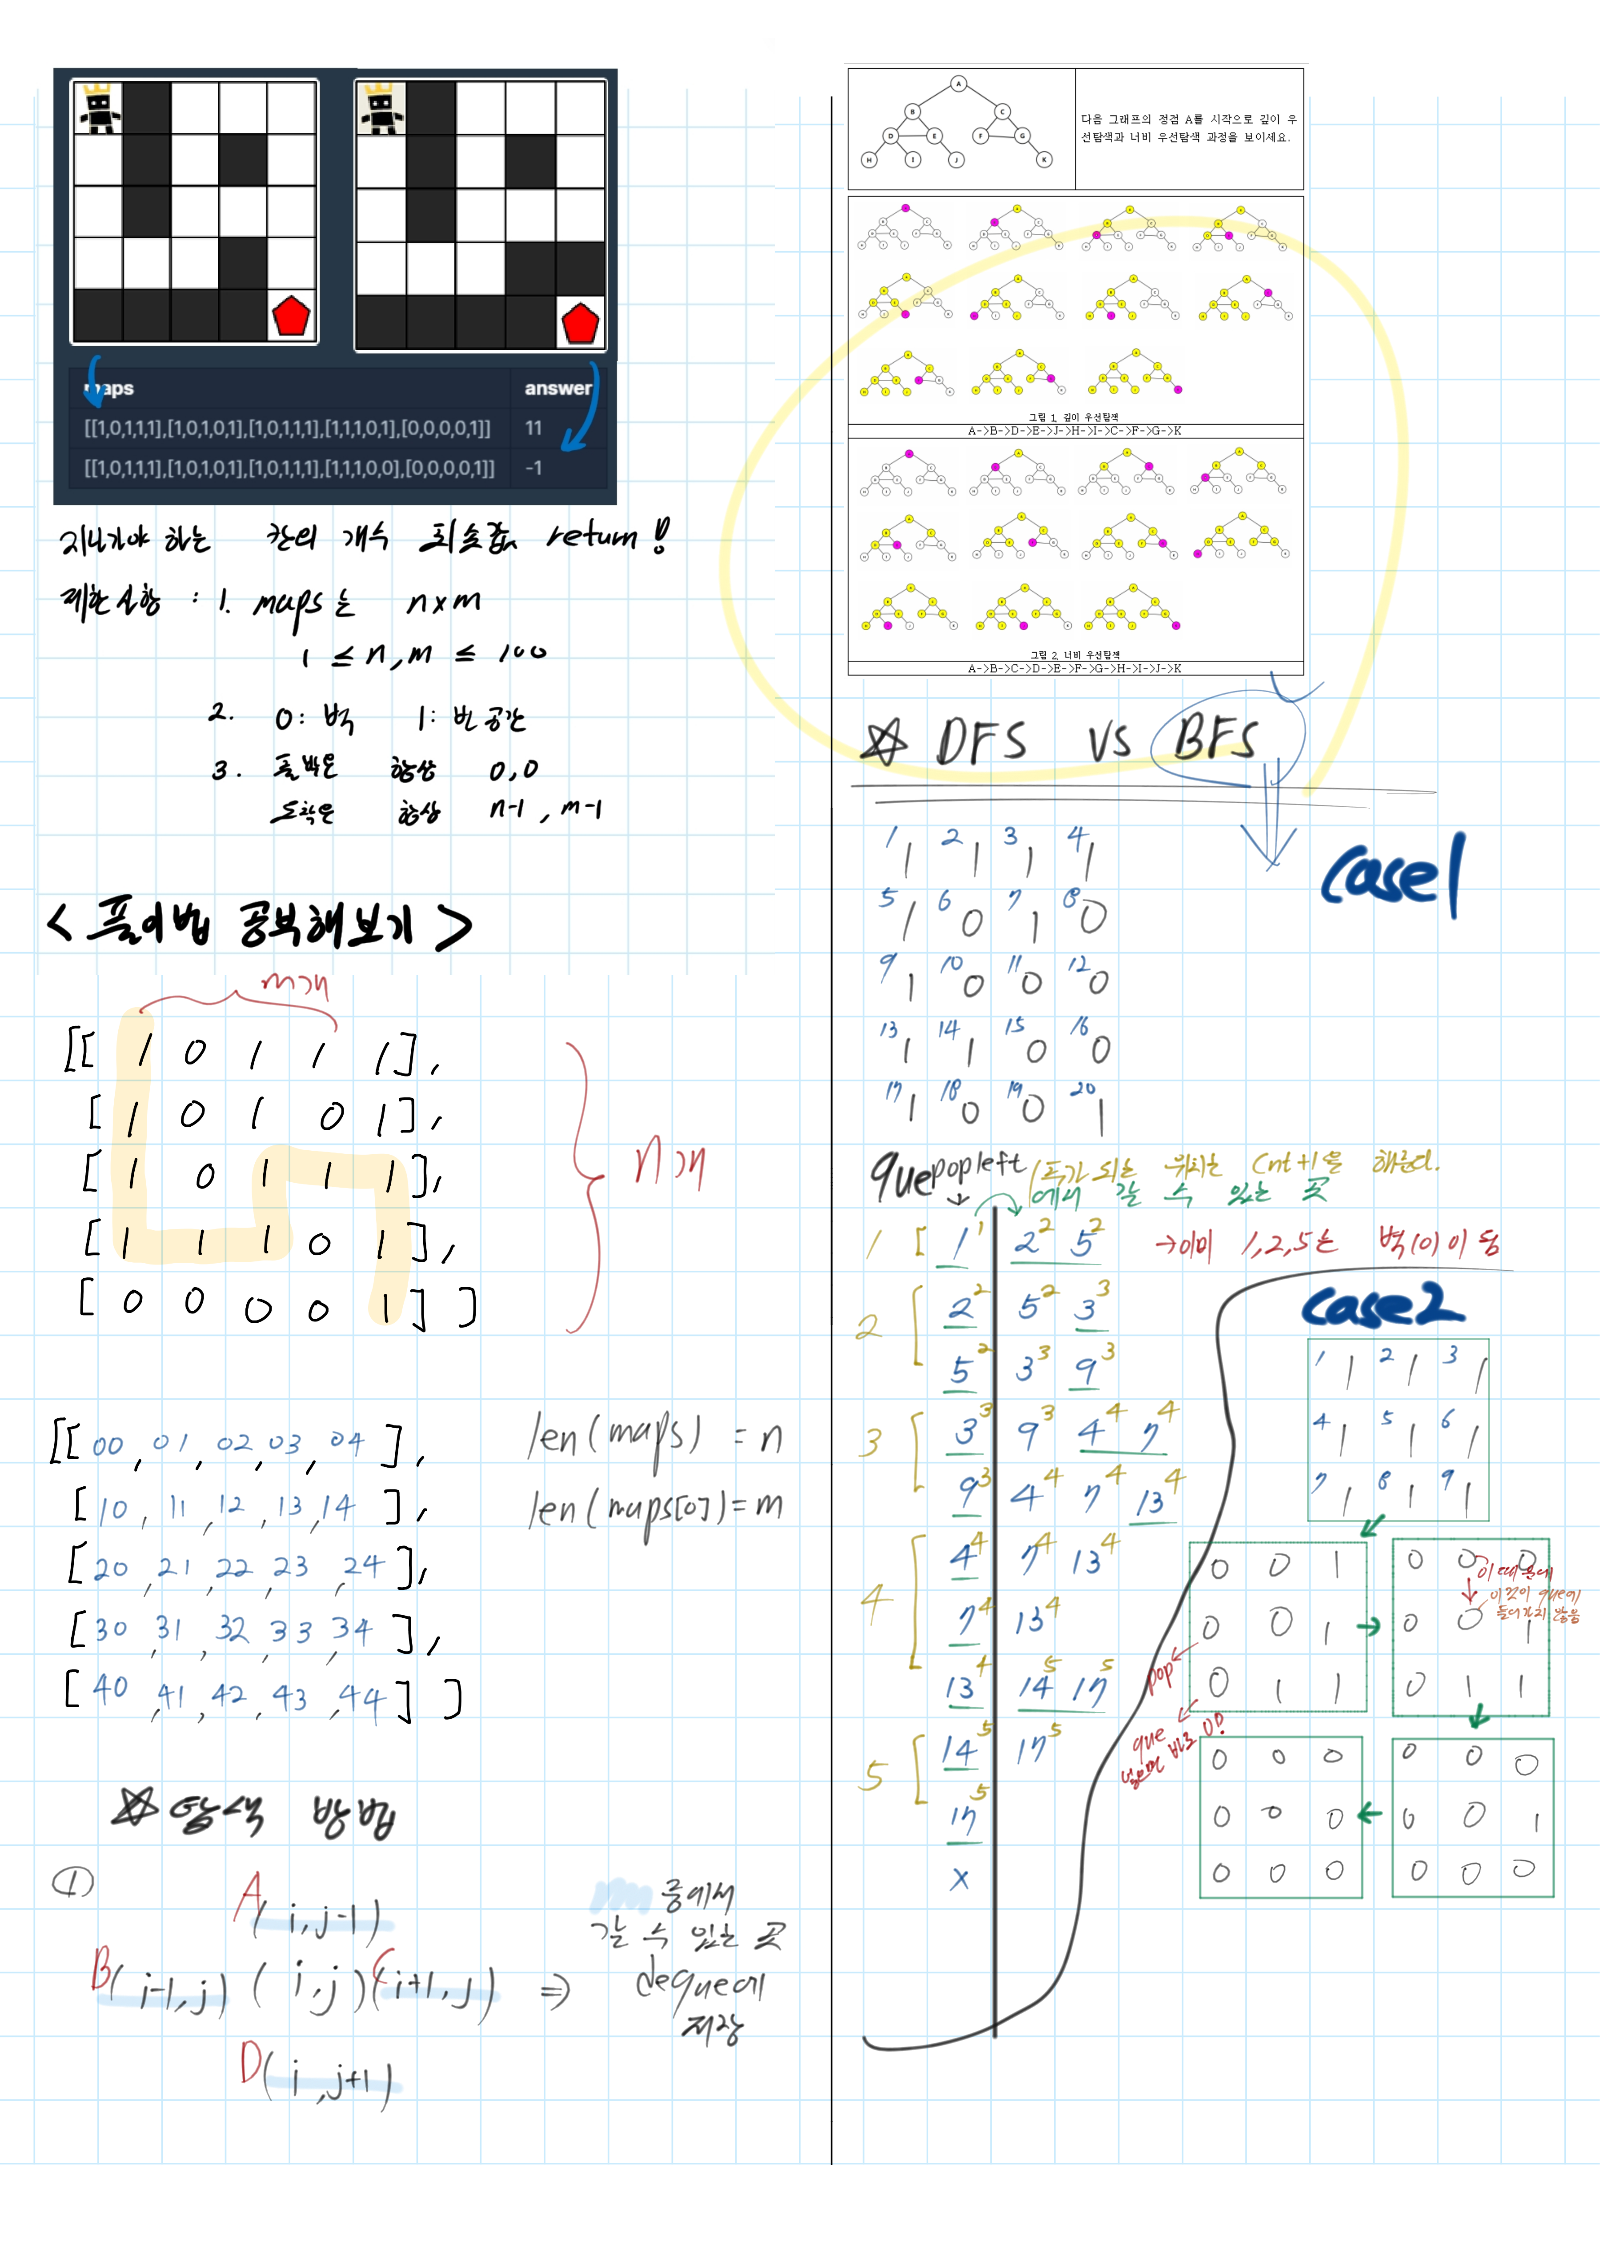 maps answer
[[1,0,1,1,1],[1,0,1,0,1],[1,0,1,1,1],[1,1,1,0,1],[0,0,0,0,1]] 11
[[1,0,1,1,1],[1,0,1,0,1],[1,0,1,1,1],[1,1,1,0,0],[0,0,0,0,1]] -1
지나가야 하는 칸의 개수 최솟값 return!
제한사항 : 1. maps는 n x m
1 ≤ n, m ≤ 100
2. 0: 벽 1: 빈 공간
3. 출발은 항상 0,0
도착은 항상 n-1, m-1
< 풀이법 공부해보기 >
m개
[[ 1 0 1 1 1],
[ 1 0 1 0 1],
[ 1 0 1 1 1],
[ 1 1 1 0 1],
[ 0 0 0 0 1] ]
n개
[[ 00, 01, 02, 03, 04 ],
[ 10, 11, 12, 13, 14 ],
[ 20, 21, 22, 23, 24 ],
[ 30, 31, 32, 33, 34 ],
[ 40, 41, 42, 43, 44 ] ]
len(maps) = n
len(maps[0]) = m
☆ 탐색 방법
①
A(i, j-1)
B(i-1, j) (i, j) C(i+1, j) ⇒
D(i, j+1)
중에서
갈 수 있는 곳
deque에
저장
A
B C
D E F G
H I J K
다음 그래프의 정점 A를 시작으로 깊이 우
선탐색과 너비 우선탐색 과정을 보이세요.
그림 1. 깊이 우선탐색
A->B->D->E->J->H->I->C->F->G->K
그림 2. 너비 우선탐색
A->B->C->D->E->F->G->H->I->J->K
☆ DFS VS BFS
case1
1 1 2 1 3 1 4 1
5 1 6 0 7 1 8 0
9 1 10 0 11 0 12 0
13 1 14 1 15 0 16 0
17 1 18 0 19 0 20 1
que popleft
추가 되는 위치는 cnt+1을 해준다.
에서 갈 수 있는 곳
1 [ 1¹ 2² 5² → 이미 1,2,5는 벽(0)이 됨
2 [ 2² 5² 3³
5² 3³ 9³
3 [ 3³ 9³ 4⁴ 7⁴
9³ 4⁴ 7⁴ 13⁴
4 [ 4⁴ 7⁴ 13⁴
7⁴ 13⁴
13⁴ 14⁵ 17⁵
5 [ 14⁵ 17⁵
17⁵
x
case2
1 1 2 1 3 1
4 1 5 1 6 1
7 1 8 1 9 1
0 0 1
0 0 1
0 1 1
pop
que
넣으면 바로 0!
0 0 0
0 0 1
0 1 1
이 때문에
이것이 que에
들어가지 않음
0 0 0
0 0 1
0 0 0
0 0 0
0 0 0
0 0 0